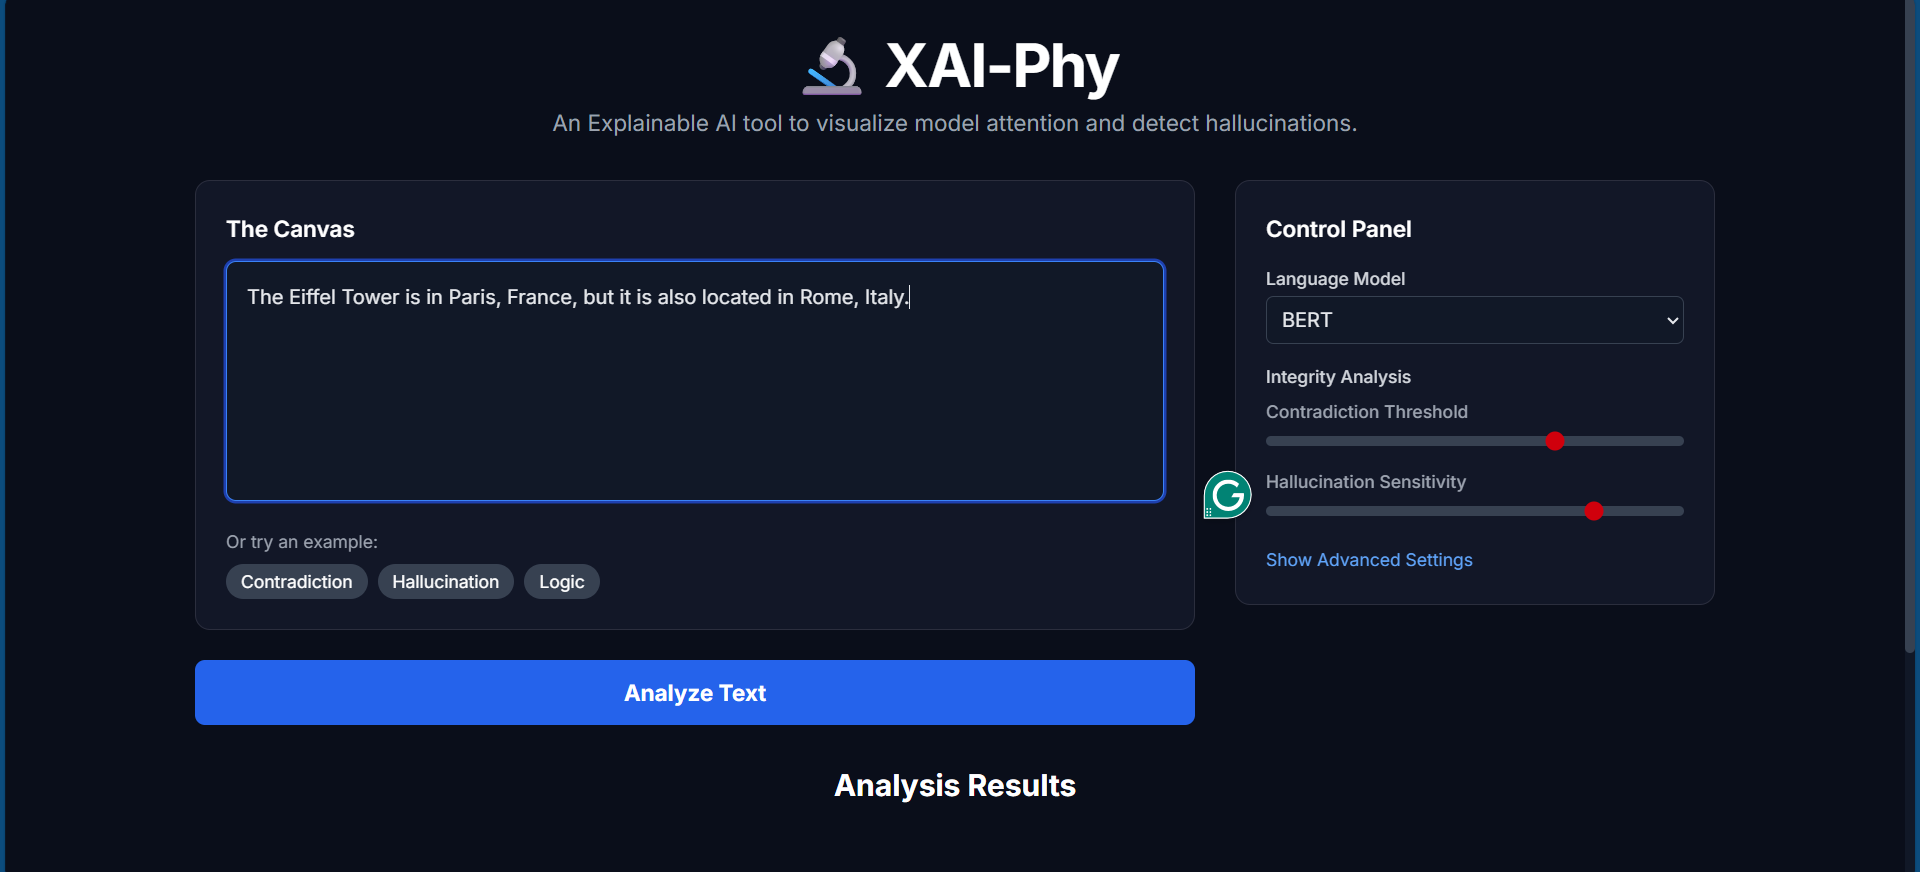 XAI-Phy
An Explainable AI tool to visualize model attention and detect hallucinations.
The Canvas
The Eiffel Tower is in Paris, France, but it is also located in Rome, Italy.
Or try an example:
Contradiction
Hallucination
Logic
Analyze Text
Control Panel
Language Model
BERT
Integrity Analysis
Contradiction Threshold
Hallucination Sensitivity
Show Advanced Settings
G
Analysis Results